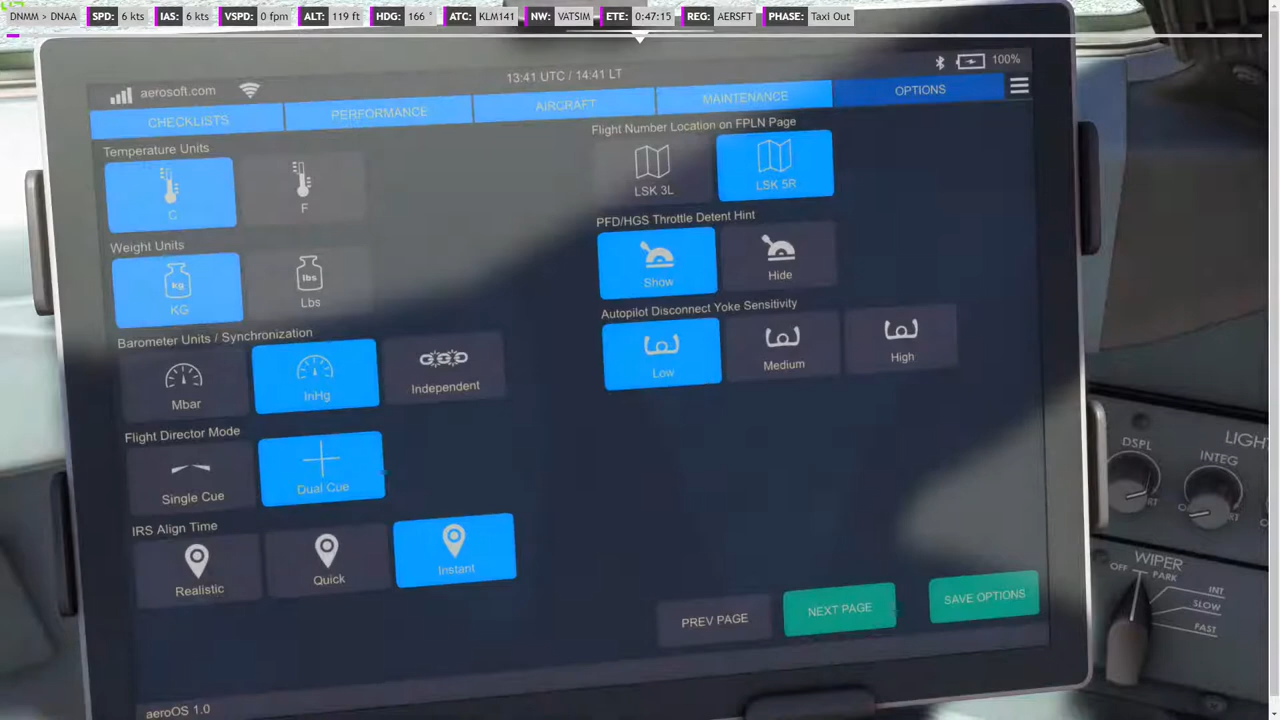 DNMM > DNAA SPD: 6 kts IAS: 6 kts VSPD: 0 fpm ALT: 119 ft HDG: 166 ° ATC: KLM141 NW: VATSIM ETE: 0:47:15 REG: AERSFT PHASE: Taxi Out
aerosoft.com 13:41 UTC / 14:41 LT 100%
CHECKLISTS PERFORMANCE AIRCRAFT MAINTENANCE OPTIONS
Temperature Units
C F
Weight Units
kg lbs
KG Lbs
Barometer Units / Synchronization
Mbar InHg Independent
Flight Director Mode
Single Cue Dual Cue
IRS Align Time
Realistic Quick Instant
Flight Number Location on FPLN Page
LSK 3L LSK 5R
PFD/HGS Throttle Detent Hint
Show Hide
Autopilot Disconnect Yoke Sensitivity
Low Medium High
PREV PAGE NEXT PAGE SAVE OPTIONS
aeroOS 1.0
LIGH
DSPL INTEG
WIPER
OFF PARK
INT
SLOW